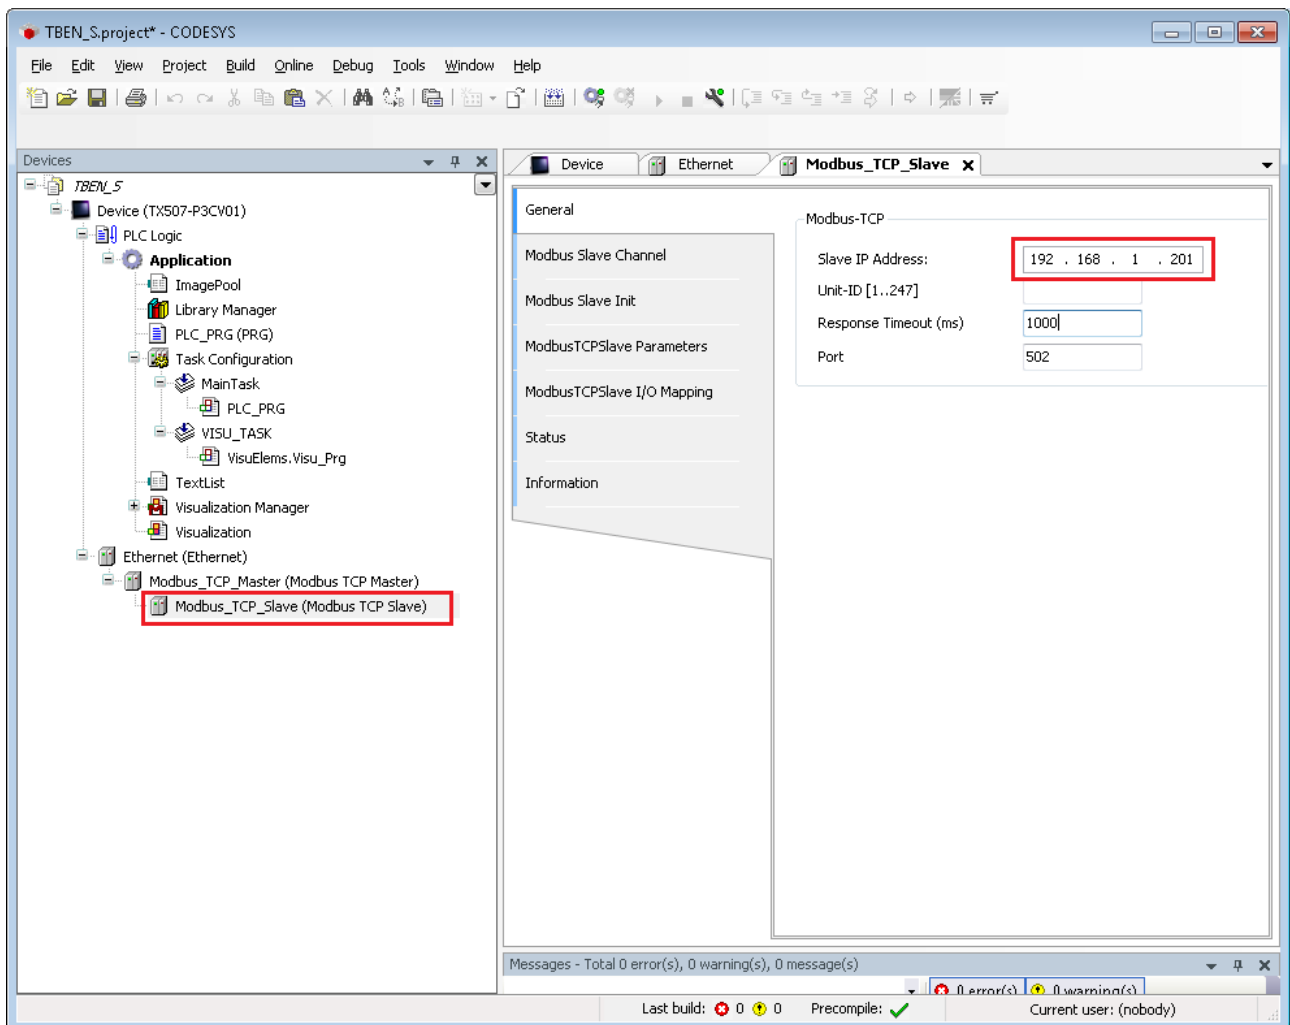 TBEN_S.project* - CODESYS
File Edit View Project Build Online Debug Tools Window Help
Devices
TBEN_S
Device (TX507-P3CV01)
PLC Logic
Application
ImagePool
Library Manager
PLC_PRG (PRG)
Task Configuration
MainTask
PLC_PRG
VISU_TASK
VisuElems.Visu_Prg
TextList
Visualization Manager
Visualization
Ethernet (Ethernet)
Modbus_TCP_Master (Modbus TCP Master)
Modbus_TCP_Slave (Modbus TCP Slave)
Device Ethernet Modbus_TCP_Slave
General
Modbus Slave Channel
Modbus Slave Init
ModbusTCPSlave Parameters
ModbusTCPSlave I/O Mapping
Status
Information
Modbus-TCP
Slave IP Address: 192 . 168 . 1 . 201
Unit-ID [1..247]
Response Timeout (ms) 1000
Port 502
Messages - Total 0 error(s), 0 warning(s), 0 message(s)
0 error(s) 0 warning(s)
Last build: 0 0 Precompile: Current user: (nobody)